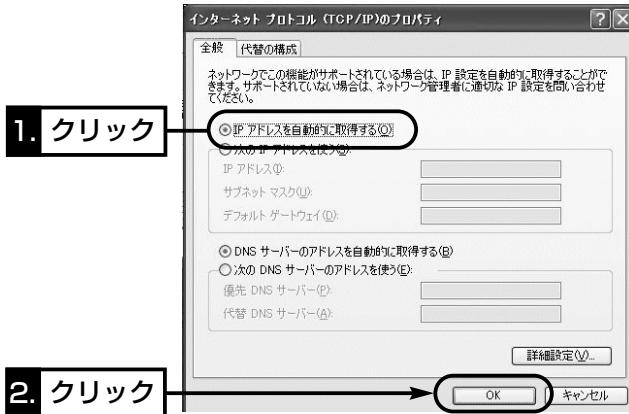 インターネット プロトコル (TCP/IP)のプロパティ
全般 代替の構成
ネットワークでこの機能がサポートされている場合は、IP 設定を自動的に取得することがで
きます。サポートされていない場合は、ネットワーク管理者に適切な IP 設定を問い合わせ
てください。
1. クリック
IP アドレスを自動的に取得する(O)
次の IP アドレスを使う(S):
IP アドレス(I):
サブネット マスク(U):
デフォルト ゲートウェイ(D):
DNS サーバーのアドレスを自動的に取得する(B)
次の DNS サーバーのアドレスを使う(E):
優先 DNS サーバー(P):
代替 DNS サーバー(A):
詳細設定(V)...
2. クリック
OK キャンセル